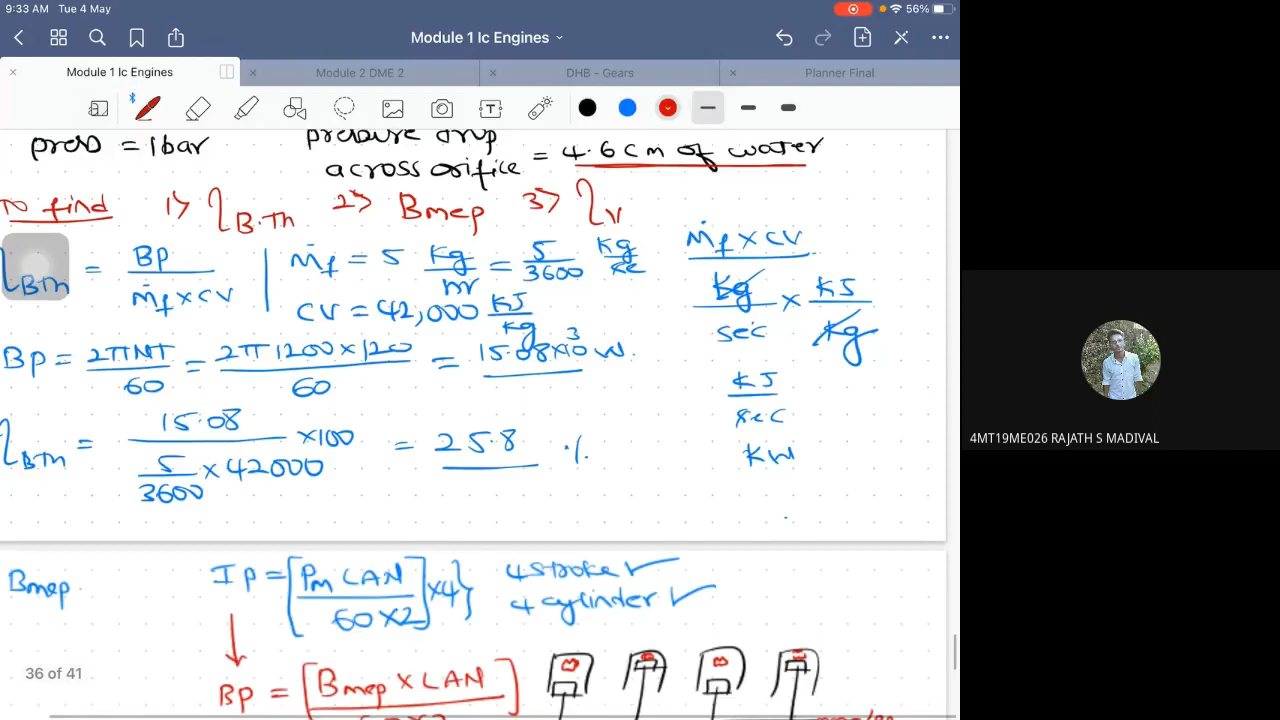 9:33 AM Tue 4 May
56%
Module 1 Ic Engines
Module 1 Ic Engines
Module 2 DME 2
DHB - Gears
Planner Final
press = 1bar
pressure drop
across orifice = 4.6cm of water
To find 1> η B.Th 2> Bmep 3> ηv
ηBTh = BP / ṁf × CV
ṁf = 5 kg/hr = 5/3600 kg/sec
CV = 42,000 kJ/kg
ṁf × CV
kg/sec × kJ/kg
kJ/sec
kW
BP = 2πNT/60 = 2π1200×120/60 = 15.08×10³ W
ηBTh = 15.08 / 5/3600 × 42000 ×100 = 25.8 %
Bmep
IP = [Pm LAN / 60×2] ×4}
4 stroke ✓
4 cylinder ✓
BP = [Bmep × LAN
36 of 41
4MT19ME026 RAJATH S MADIVAL